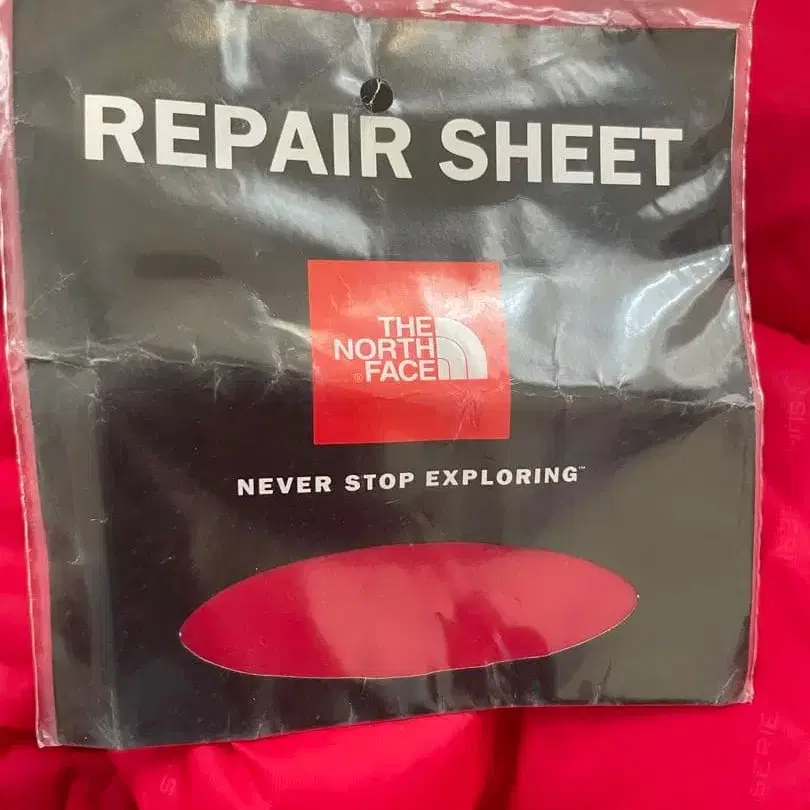 REPAIR SHEET
THE
NORTH
® FACE
NEVER STOP EXPLORING™